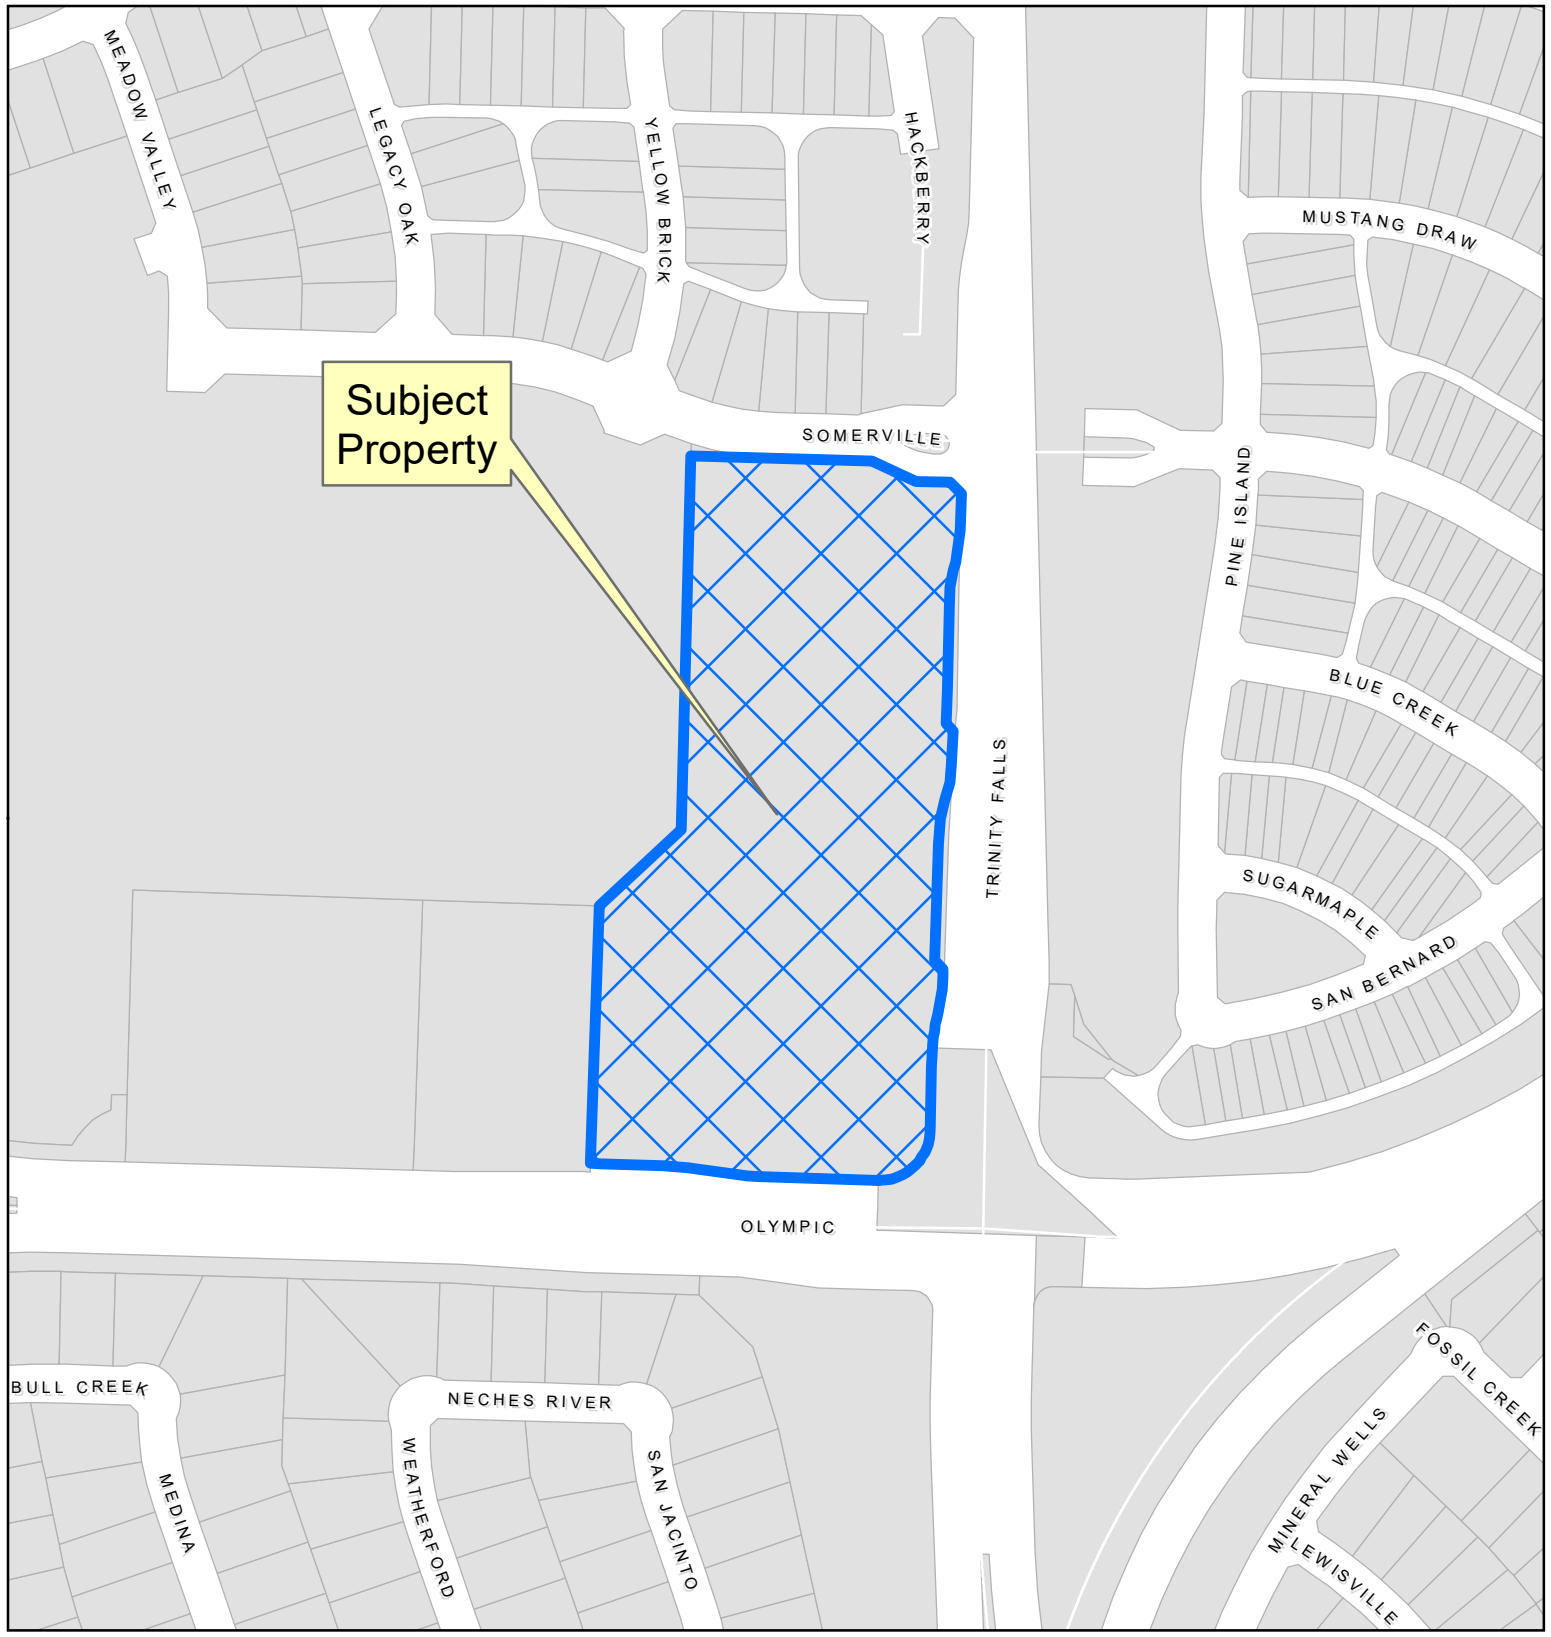 MEADOW VALLEY
LEGACY OAK
YELLOW BRICK
HACKBERRY
MUSTANG DRAW
Subject
Property
SOMERVILLE
PINE ISLAND
BLUE CREEK
TRINITY FALLS
SUGARMAPLE
SAN BERNARD
OLYMPIC
FOSSIL CREEK
BULL CREEK
NECHES RIVER
MINERAL WELLS
WEATHERFORD
SAN JACINTO
MEDINA
LEWISVILLE